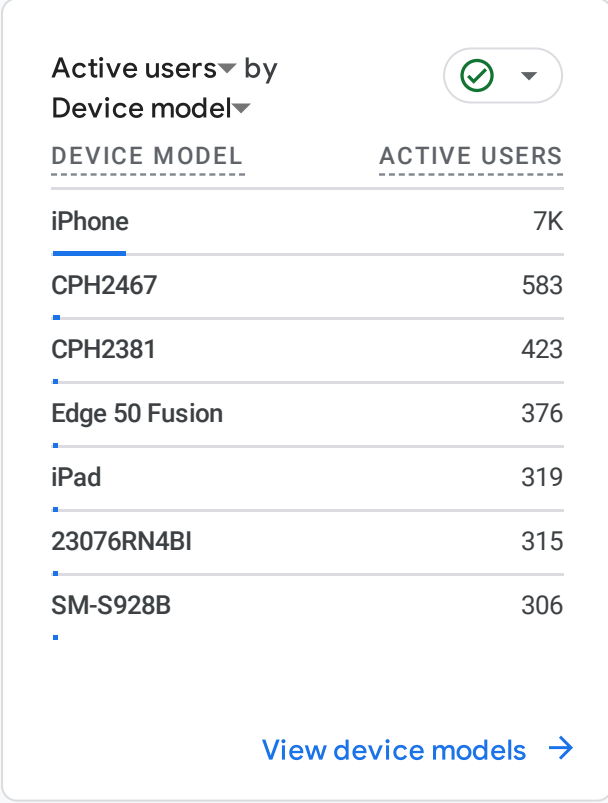 Active users by
Device model
DEVICE MODEL ACTIVE USERS
iPhone 7K
CPH2467 583
CPH2381 423
Edge 50 Fusion 376
iPad 319
23076RN4BI 315
SM-S928B 306
View device models